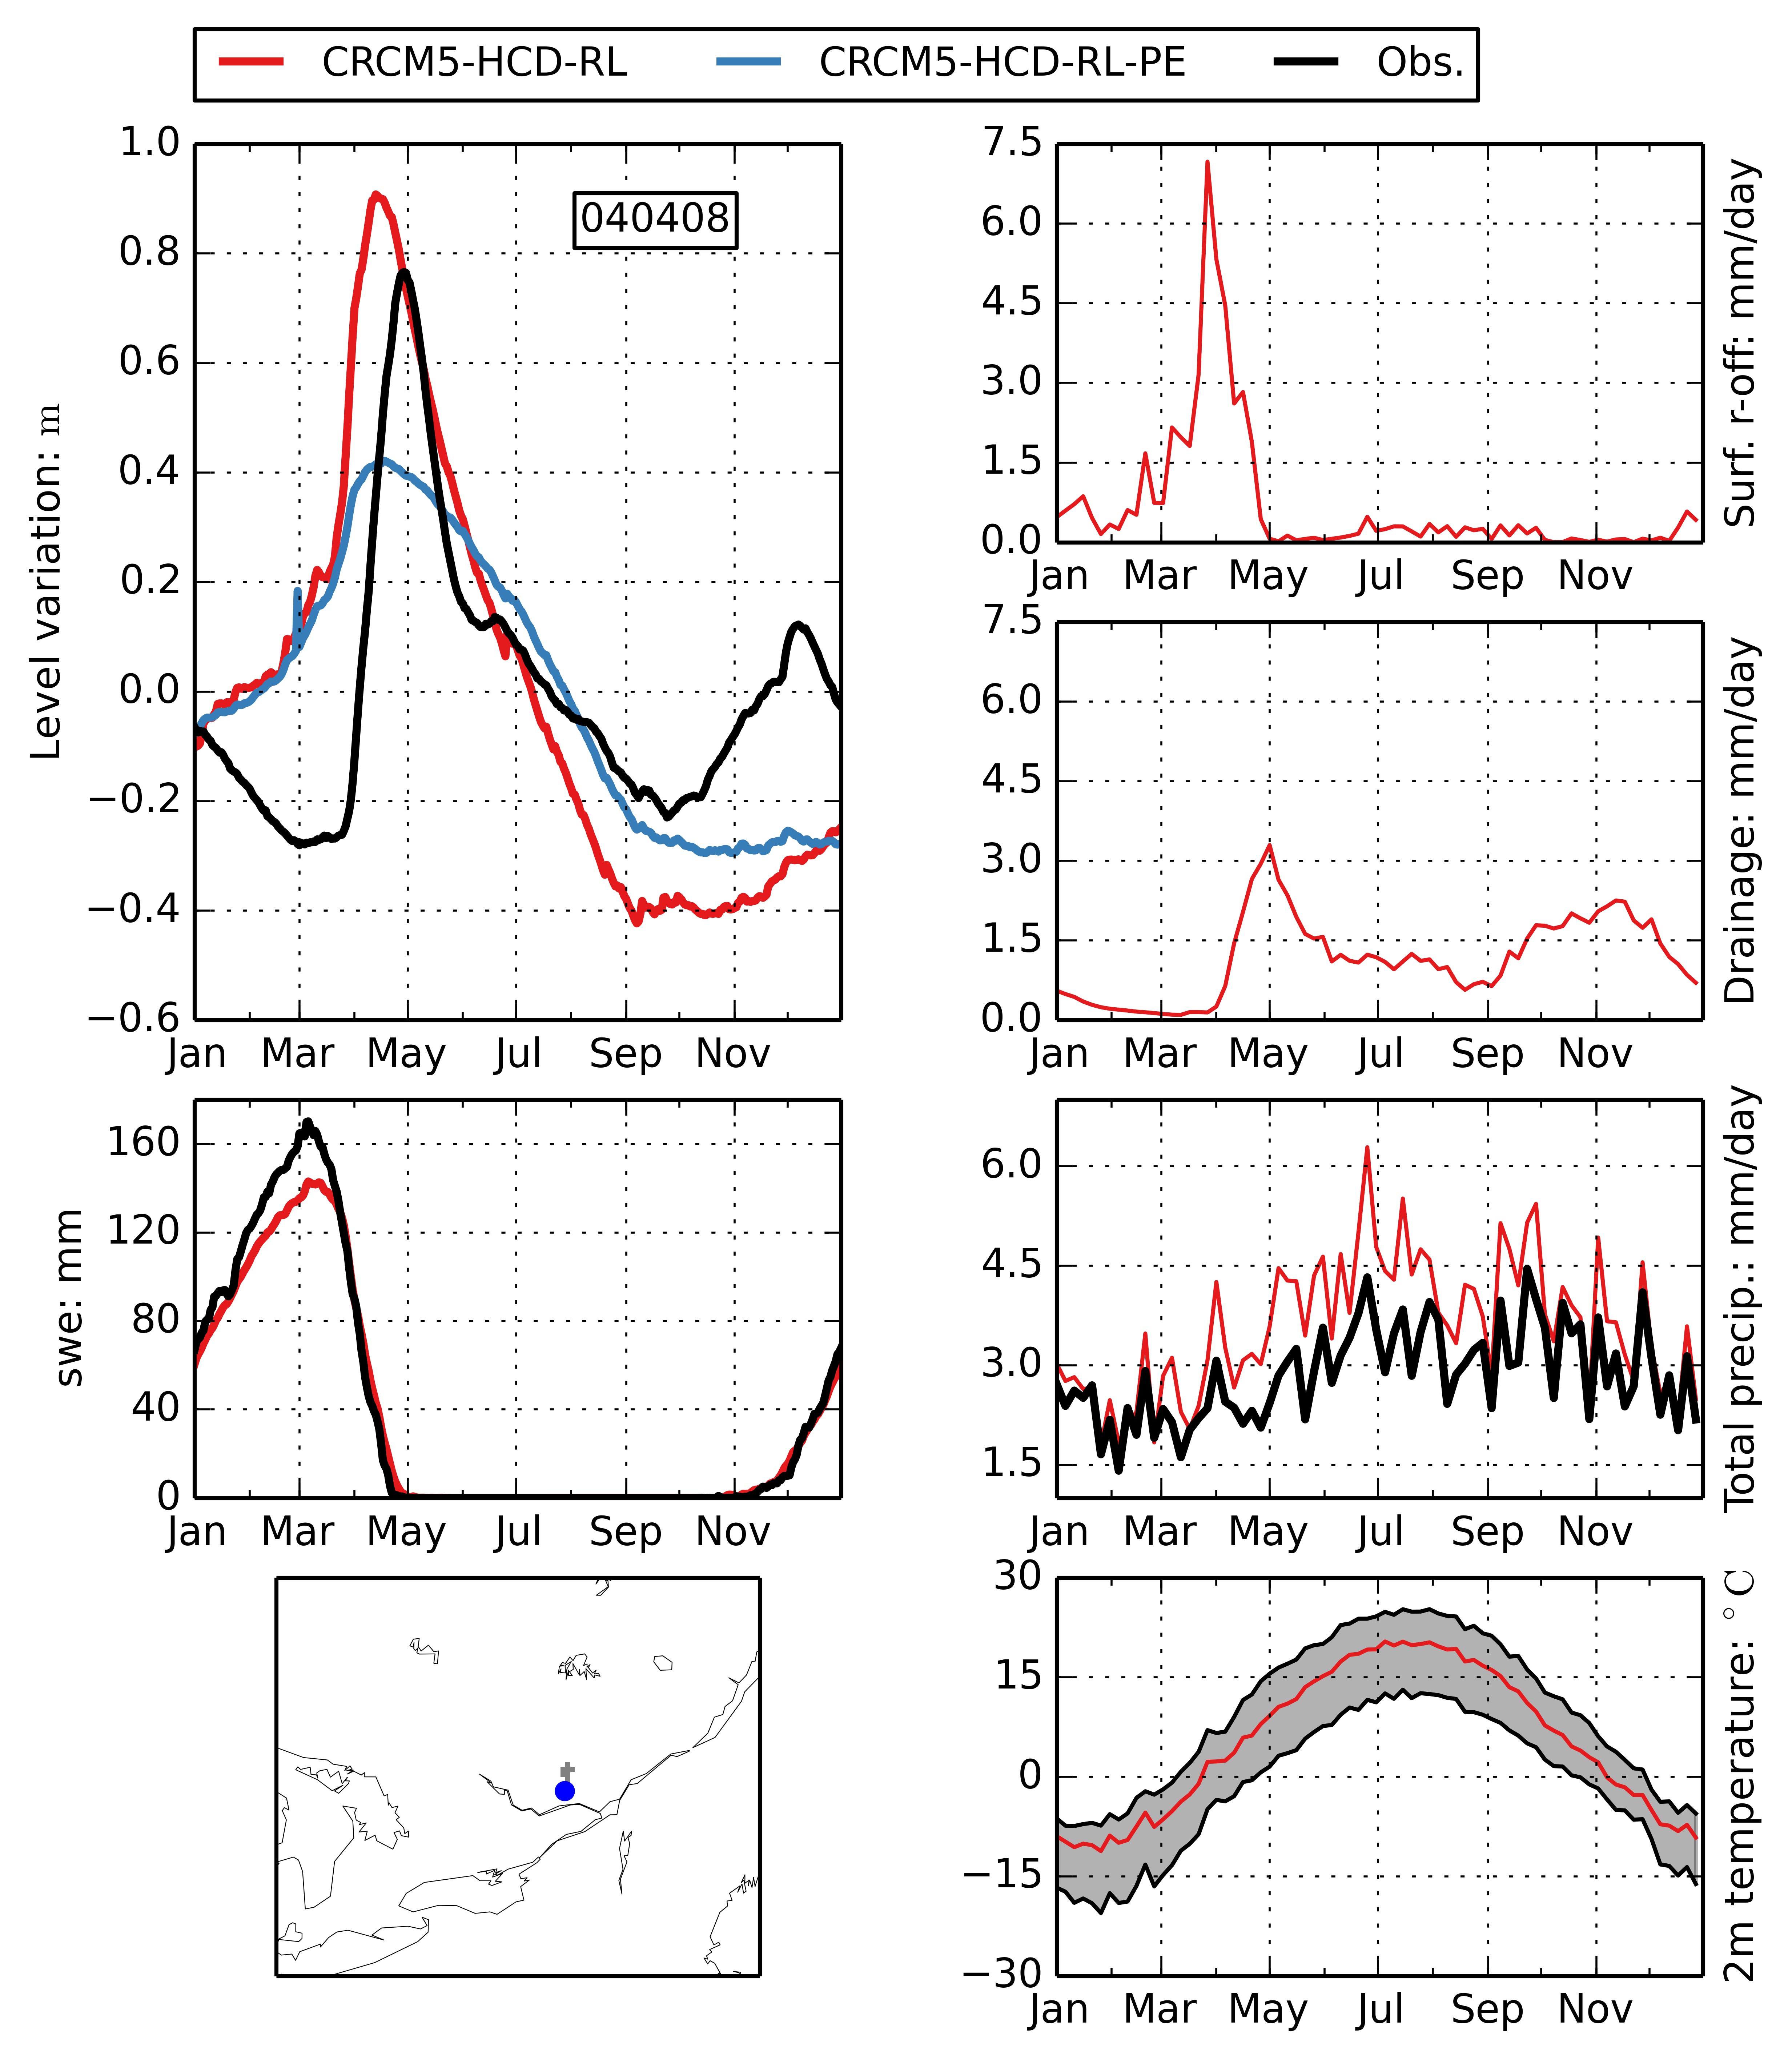 CRCM5-HCD-RL CRCM5-HCD-RL-PE Obs.
Level variation: m
1.0
0.8
0.6
0.4
0.2
0.0
−0.2
−0.4
−0.6
040408
Jan Mar May Jul Sep Nov
Surf. r-off: mm/day
7.5
6.0
4.5
3.0
1.5
0.0
Jan Mar May Jul Sep Nov
Drainage: mm/day
7.5
6.0
4.5
3.0
1.5
0.0
Jan Mar May Jul Sep Nov
swe: mm
160
120
80
40
0
Jan Mar May Jul Sep Nov
Total precip.: mm/day
6.0
4.5
3.0
1.5
Jan Mar May Jul Sep Nov
2m temperature: °C
30
15
0
−15
−30
Jan Mar May Jul Sep Nov